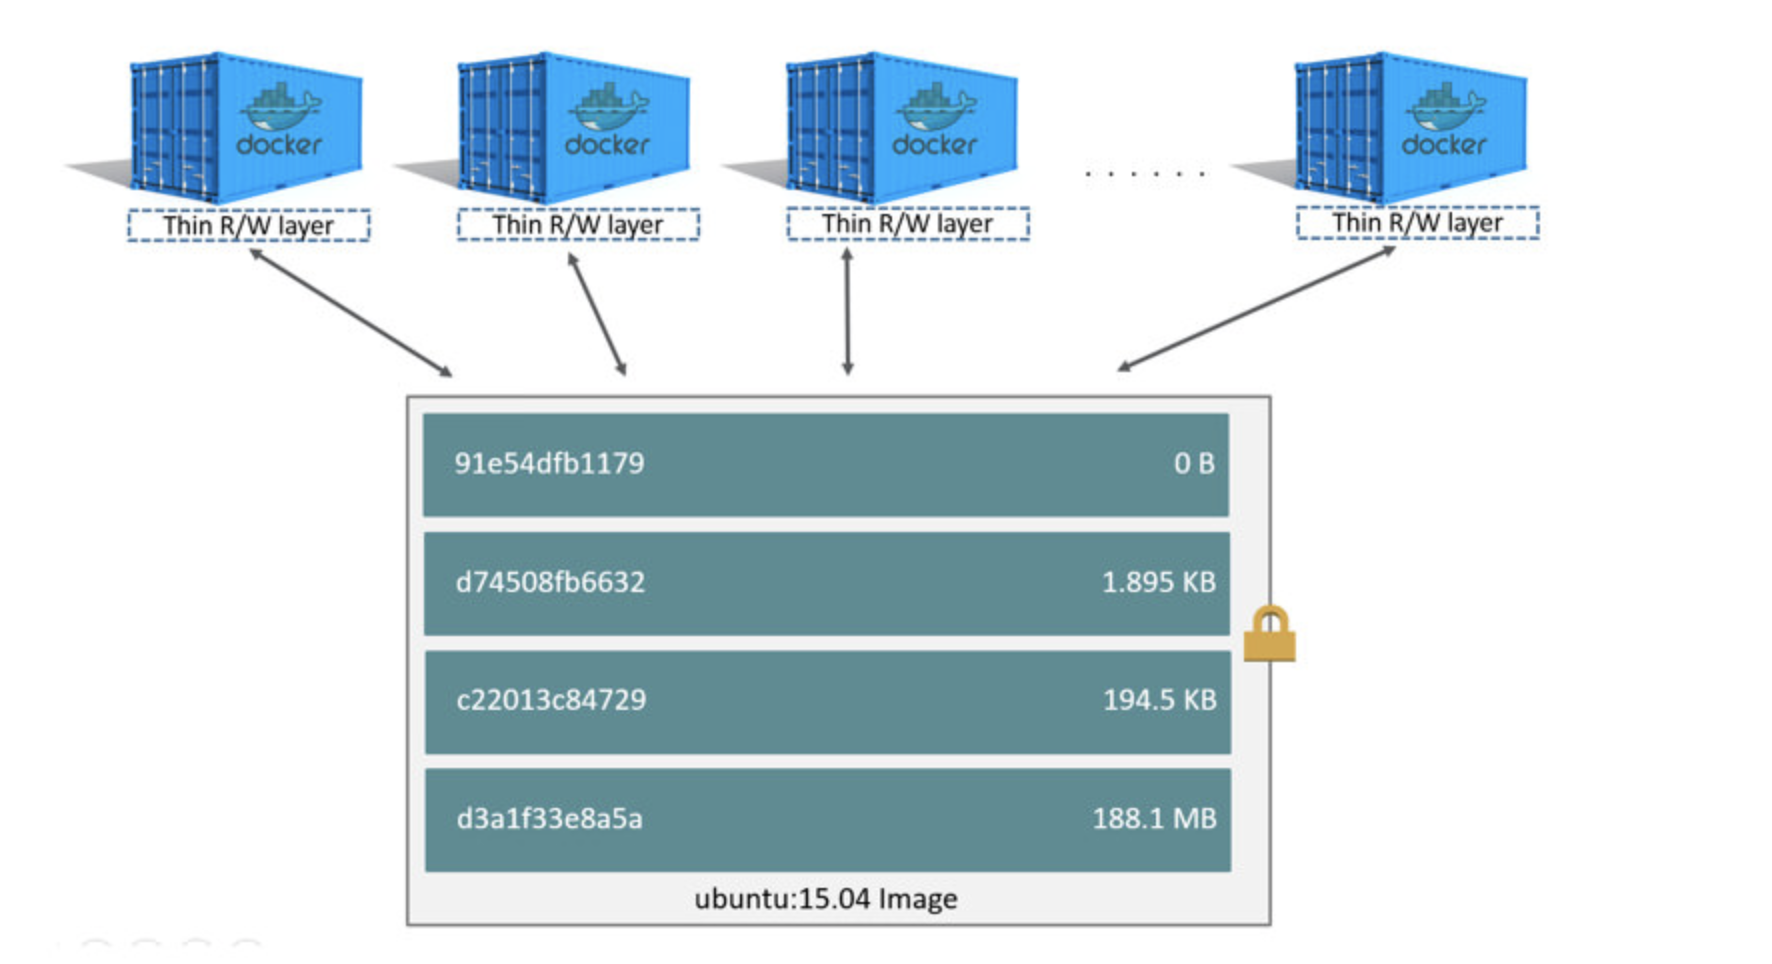 docker
docker
docker
docker
. . . . . .
Thin R/W layer
Thin R/W layer
Thin R/W layer
Thin R/W layer
91e54dfb1179 0 B
d74508fb6632 1.895 KB
c22013c84729 194.5 KB
d3a1f33e8a5a 188.1 MB
ubuntu:15.04 Image